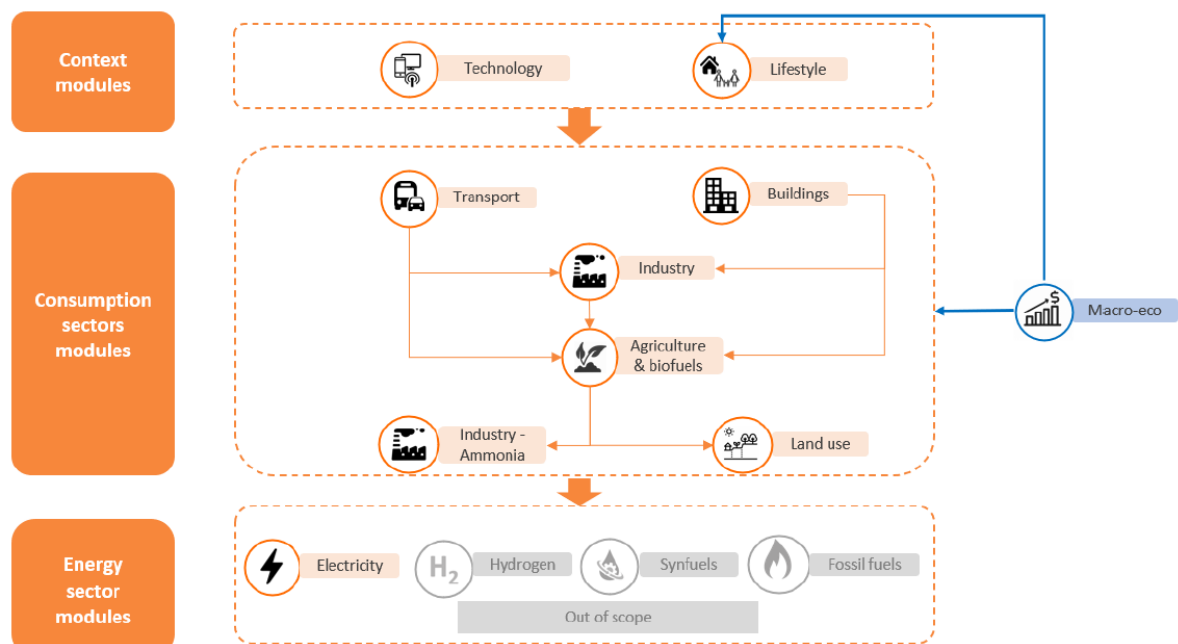 Context
modules
Technology
Lifestyle
Consumption
sectors
modules
Transport
Buildings
Industry
Agriculture
& biofuels
Industry -
Ammonia
Land use
$
Macro-eco
Energy
sector
modules
Electricity
H2
Hydrogen
Synfuels
Fossil fuels
Out of scope